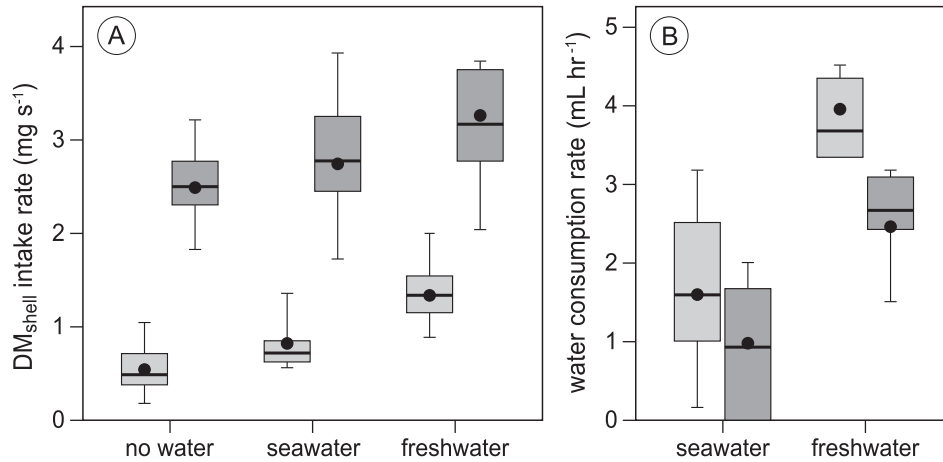 A
DM_shell intake rate (mg s⁻¹)
4
3
2
1
0
no water seawater freshwater
B
water consumption rate (mL hr⁻¹)
5
4
3
2
1
0
seawater freshwater